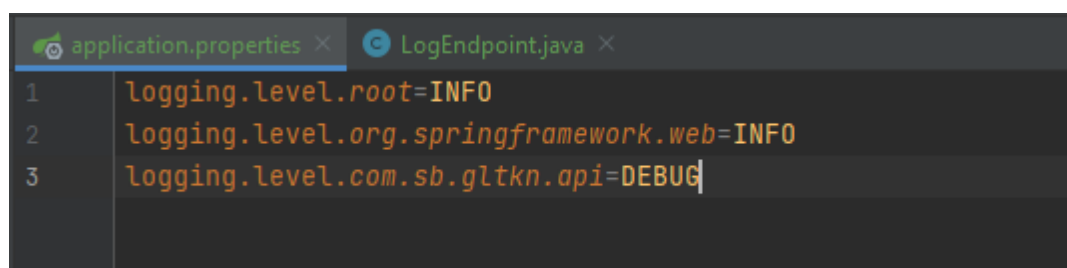 application.properties × LogEndpoint.java ×
1 logging.level.root=INFO
2 logging.level.org.springframework.web=INFO
3 logging.level.com.sb.gltkn.api=DEBUG